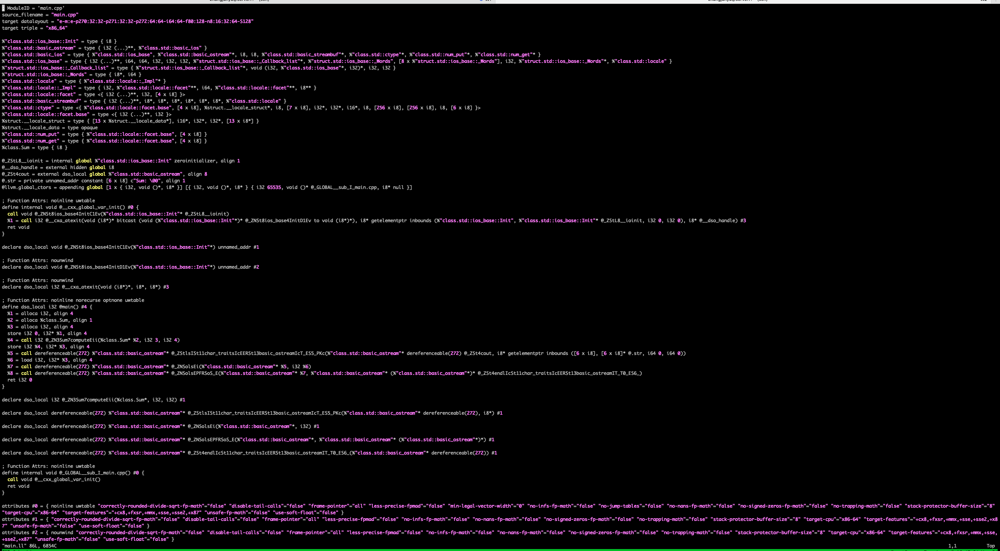 ; ModuleID = 'main.cpp'
source_filename = "main.cpp"
target datalayout = "e-m:e-p270:32:32-p271:32:32-p272:64:64-i64:64-f80:128-n8:16:32:64-S128"
target triple = "x86_64"
%"class.std::ios_base::Init" = type { i8 }
%"class.std::basic_ostream" = type { i32 (...)**, %"class.std::basic_ios" }
%"class.std::basic_ios" = type { %"class.std::ios_base", %"class.std::basic_ostream"*, i8, i8, %"class.std::basic_streambuf"*, %"class.std::ctype"*, %"class.std::num_put"*, %"class.std::num_get"* }
%"class.std::ios_base" = type { i32 (...)**, i64, i64, i32, i32, i32, %"struct.std::ios_base::_Callback_list"*, %"struct.std::ios_base::_Words", [8 x %"struct.std::ios_base::_Words"], i32, %"struct.std::ios_base::_Words"*, %"class.std::locale" }
%"struct.std::ios_base::_Callback_list" = type { %"struct.std::ios_base::_Callback_list"*, void (i32, %"class.std::ios_base"*, i32)*, i32, i32 }
%"struct.std::ios_base::_Words" = type { i8*, i64 }
%"class.std::locale" = type { %"class.std::locale::_Impl"* }
%"class.std::locale::_Impl" = type { i32, %"class.std::locale::facet"**, i64, %"class.std::locale::facet"**, i8** }
%"class.std::locale::facet" = type <{ i32 (...)**, i32, [4 x i8] }>
%"class.std::basic_streambuf" = type { i32 (...)**, i8*, i8*, i8*, i8*, i8*, i8*, %"class.std::locale" }
%"class.std::ctype" = type <{ %"class.std::locale::facet.base", [4 x i8], %struct.__locale_struct*, i8, [7 x i8], i32*, i32*, i16*, i8, [256 x i8], [256 x i8], i8, [6 x i8] }>
%"class.std::locale::facet.base" = type <{ i32 (...)**, i32 }>
%struct.__locale_struct = type { [13 x %struct.__locale_data*], i16*, i32*, i32*, [13 x i8*] }
%struct.__locale_data = type opaque
%"class.std::num_put" = type { %"class.std::locale::facet.base", [4 x i8] }
%"class.std::num_get" = type { %"class.std::locale::facet.base", [4 x i8] }
%class.Sum = type { i8 }
@_ZStL8__ioinit = internal global %"class.std::ios_base::Init" zeroinitializer, align 1
@__dso_handle = external hidden global i8
@_ZSt4cout = external dso_local global %"class.std::basic_ostream", align 8
@.str = private unnamed_addr constant [6 x i8] c"Sum: \00", align 1
@llvm.global_ctors = appending global [1 x { i32, void ()*, i8* }] [{ i32, void ()*, i8* } { i32 65535, void ()* @_GLOBAL__sub_I_main.cpp, i8* null }]
; Function Attrs: noinline uwtable
define internal void @__cxx_global_var_init() #0 {
  call void @_ZNSt8ios_base4InitC1Ev(%"class.std::ios_base::Init"* @_ZStL8__ioinit)
  %1 = call i32 @__cxa_atexit(void (i8*)* bitcast (void (%"class.std::ios_base::Init"*)* @_ZNSt8ios_base4InitD1Ev to void (i8*)*), i8* getelementptr inbounds (%"class.std::ios_base::Init", %"class.std::ios_base::Init"* @_ZStL8__ioinit, i32 0, i32 0), i8* @__dso_handle) #3
  ret void
}
declare dso_local void @_ZNSt8ios_base4InitC1Ev(%"class.std::ios_base::Init"*) unnamed_addr #1
; Function Attrs: nounwind
declare dso_local void @_ZNSt8ios_base4InitD1Ev(%"class.std::ios_base::Init"*) unnamed_addr #2
; Function Attrs: nounwind
declare dso_local i32 @__cxa_atexit(void (i8*)*, i8*, i8*) #3
; Function Attrs: noinline norecurse optnone uwtable
define dso_local i32 @main() #4 {
  %1 = alloca i32, align 4
  %2 = alloca %class.Sum, align 1
  %3 = alloca i32, align 4
  store i32 0, i32* %1, align 4
  %4 = call i32 @_ZN3Sum7computeEii(%class.Sum* %2, i32 3, i32 4)
  store i32 %4, i32* %3, align 4
  %5 = call dereferenceable(272) %"class.std::basic_ostream"* @_ZStlsISt11char_traitsIcEERSt13basic_ostreamIcT_ES5_PKc(%"class.std::basic_ostream"* dereferenceable(272) @_ZSt4cout, i8* getelementptr inbounds ([6 x i8], [6 x i8]* @.str, i64 0, i64 0))
  %6 = load i32, i32* %3, align 4
  %7 = call dereferenceable(272) %"class.std::basic_ostream"* @_ZNSolsEi(%"class.std::basic_ostream"* %5, i32 %6)
  %8 = call dereferenceable(272) %"class.std::basic_ostream"* @_ZNSolsEPFRSoS_E(%"class.std::basic_ostream"* %7, %"class.std::basic_ostream"* (%"class.std::basic_ostream"*)* @_ZSt4endlIcSt11char_traitsIcEERSt13basic_ostreamIT_T0_ES6_)
  ret i32 0
}
declare dso_local i32 @_ZN3Sum7computeEii(%class.Sum*, i32, i32) #1
declare dso_local dereferenceable(272) %"class.std::basic_ostream"* @_ZStlsISt11char_traitsIcEERSt13basic_ostreamIcT_ES5_PKc(%"class.std::basic_ostream"* dereferenceable(272), i8*) #1
declare dso_local dereferenceable(272) %"class.std::basic_ostream"* @_ZNSolsEi(%"class.std::basic_ostream"*, i32) #1
declare dso_local dereferenceable(272) %"class.std::basic_ostream"* @_ZNSolsEPFRSoS_E(%"class.std::basic_ostream"*, %"class.std::basic_ostream"* (%"class.std::basic_ostream"*)*) #1
declare dso_local dereferenceable(272) %"class.std::basic_ostream"* @_ZSt4endlIcSt11char_traitsIcEERSt13basic_ostreamIT_T0_ES6_(%"class.std::basic_ostream"* dereferenceable(272)) #1
; Function Attrs: noinline uwtable
define internal void @_GLOBAL__sub_I_main.cpp() #0 {
  call void @__cxx_global_var_init()
  ret void
}
attributes #0 = { noinline uwtable "correctly-rounded-divide-sqrt-fp-math"="false" "disable-tail-calls"="false" "frame-pointer"="all" "less-precise-fpmad"="false" "min-legal-vector-width"="0" "no-infs-fp-math"="false" "no-jump-tables"="false" "no-nans-fp-math"="false" "no-signed-zeros-fp-math"="false" "no-trapping-math"="false" "stack-protector-buffer-size"="8"
"target-cpu"="x86-64" "target-features"="+cx8,+fxsr,+mmx,+sse,+sse2,+x87" "unsafe-fp-math"="false" "use-soft-float"="false" }
attributes #1 = { "correctly-rounded-divide-sqrt-fp-math"="false" "disable-tail-calls"="false" "frame-pointer"="all" "less-precise-fpmad"="false" "no-infs-fp-math"="false" "no-nans-fp-math"="false" "no-signed-zeros-fp-math"="false" "no-trapping-math"="false" "stack-protector-buffer-size"="8" "target-cpu"="x86-64" "target-features"="+cx8,+fxsr,+mmx,+sse,+sse2,+x8
7" "unsafe-fp-math"="false" "use-soft-float"="false" }
attributes #2 = { nounwind "correctly-rounded-divide-sqrt-fp-math"="false" "disable-tail-calls"="false" "frame-pointer"="all" "less-precise-fpmad"="false" "no-infs-fp-math"="false" "no-nans-fp-math"="false" "no-signed-zeros-fp-math"="false" "no-trapping-math"="false" "stack-protector-buffer-size"="8" "target-cpu"="x86-64" "target-features"="+cx8,+fxsr,+mmx,+sse,
+sse2,+x87" "unsafe-fp-math"="false" "use-soft-float"="false" }
"main.ll" 86L, 6854C 1,1 Top